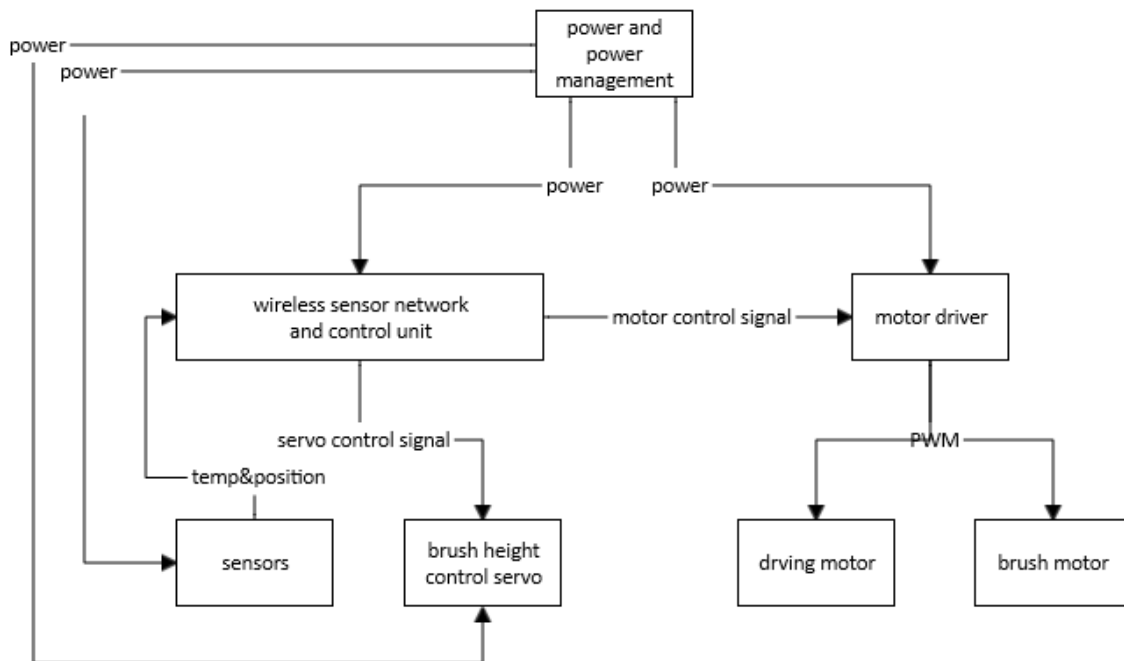 power and
power
management
power
power
power
power
wireless sensor network
and control unit
motor control signal
motor driver
servo control signal
PWM
temp&position
sensors
brush height
control servo
drving motor
brush motor